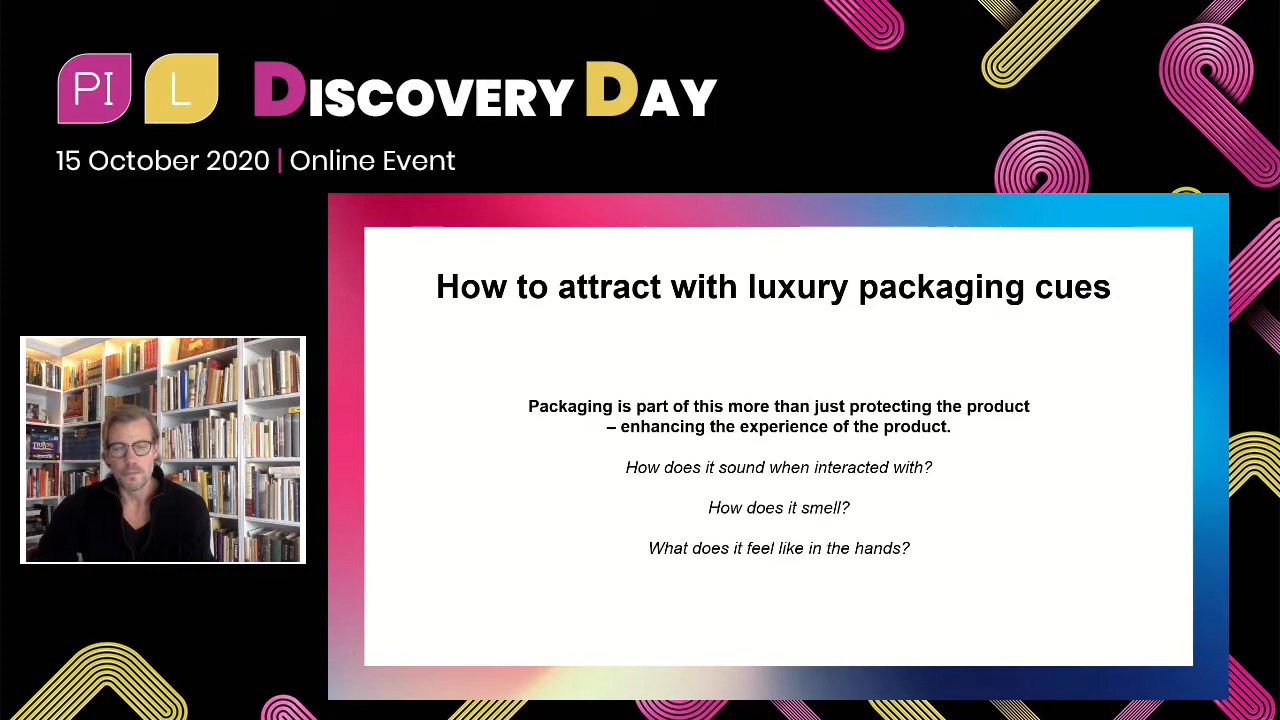 PI L DISCOVERY DAY
15 October 2020 | Online Event
How to attract with luxury packaging cues
Packaging is part of this more than just protecting the product
– enhancing the experience of the product.
How does it sound when interacted with?
How does it smell?
What does it feel like in the hands?